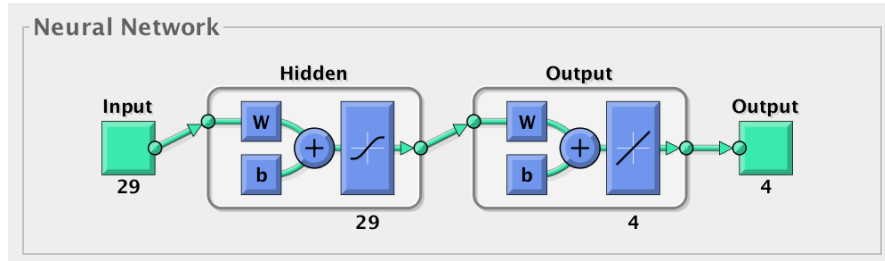 Neural Network
Hidden
Output
Input
Output
W
W
+
+
b
b
29
4
29
4